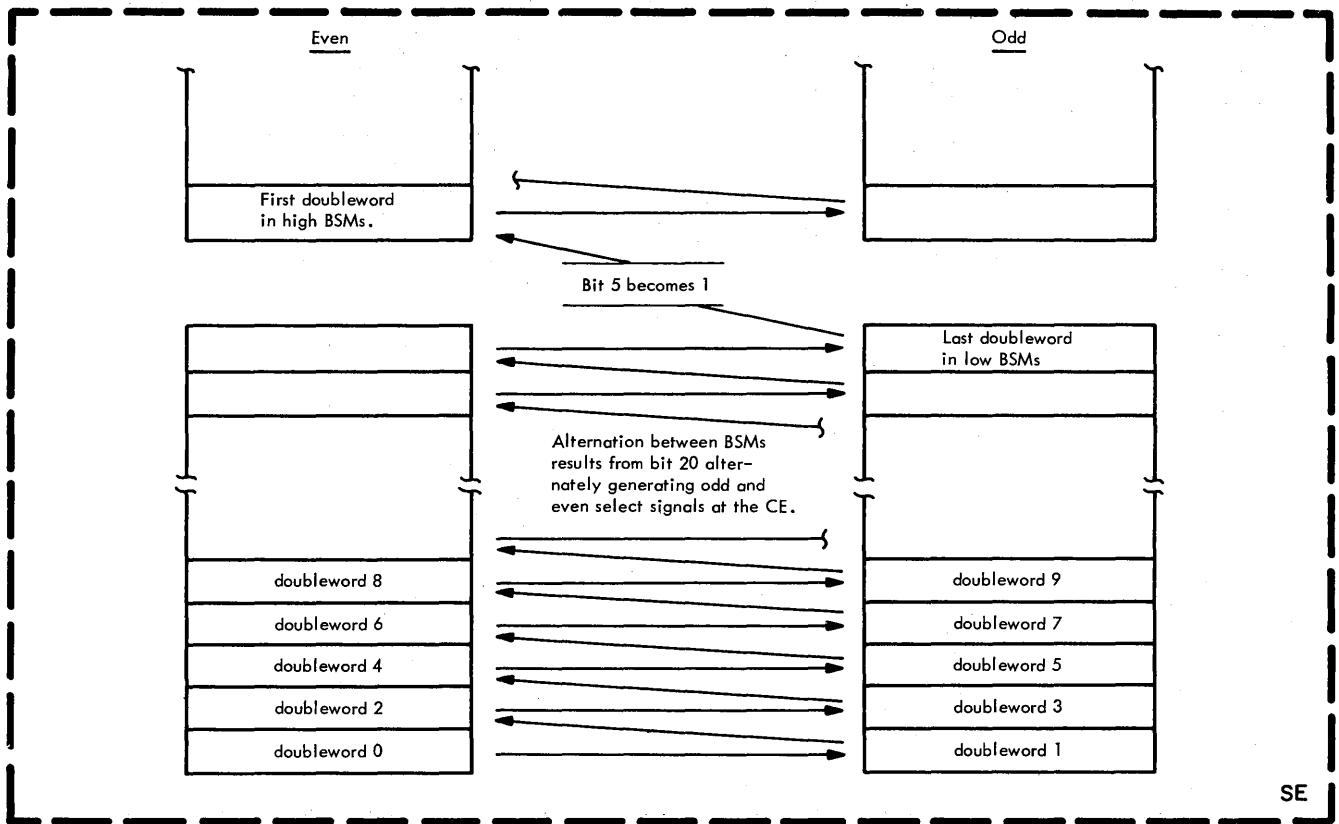 Even
Odd
First doubleword
in high BSMs.
Bit 5 becomes 1
Last doubleword
in low BSMs
Alternation between BSMs
results from bit 20 alter-
nately generating odd and
even select signals at the CE.
doubleword 8
doubleword 9
doubleword 6
doubleword 7
doubleword 4
doubleword 5
doubleword 2
doubleword 3
doubleword 0
doubleword 1
SE